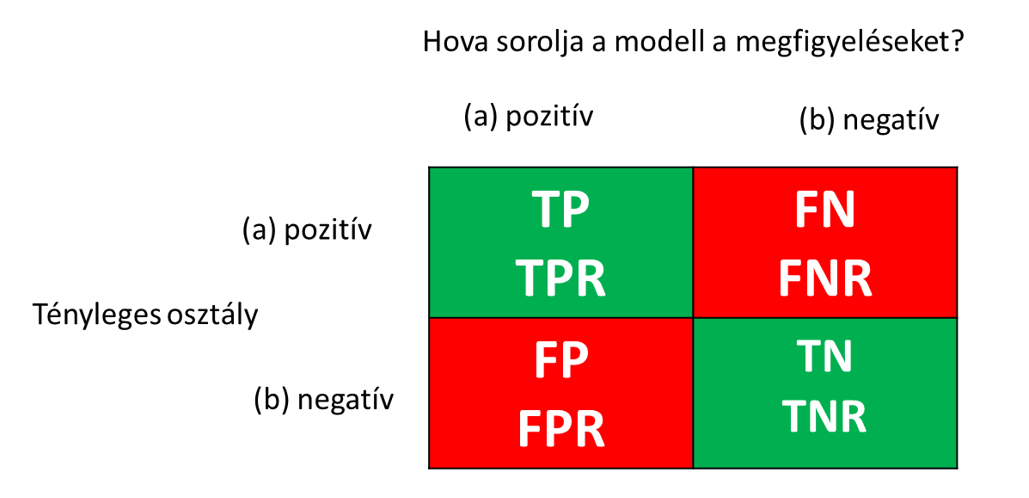 Hova sorolja a modell a megfigyeléseket?
(a) pozitív
(b) negatív
(a) pozitív
TP
TPR
FN
FNR
Tényleges osztály
(b) negatív
FP
FPR
TN
TNR